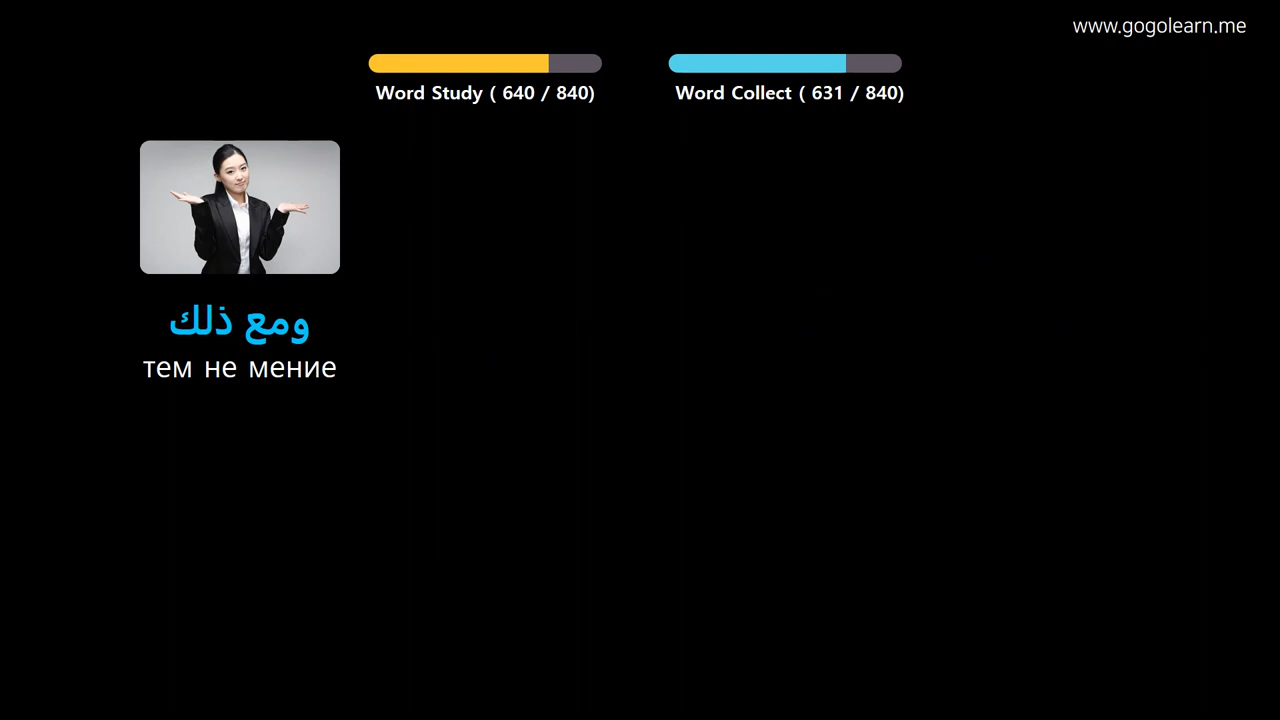 www.gogolearn.me
Word Study ( 640 / 840)
Word Collect ( 631 / 840)
ومع ذلك
тем не мение